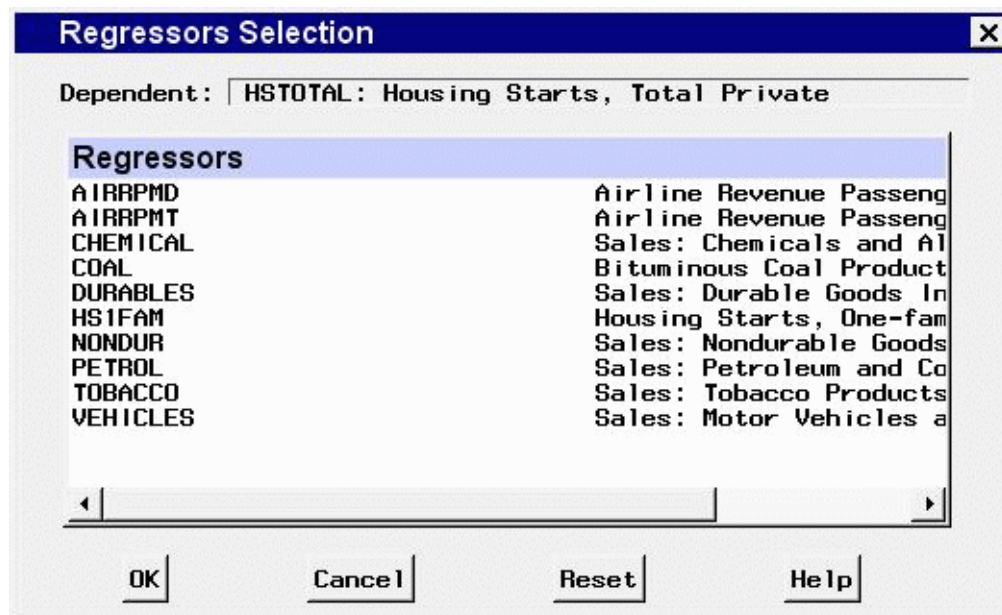 Regressors Selection
Dependent: HSTOTAL: Housing Starts, Total Private
Regressors
AIRRPMD Airline Revenue Passeng
AIRRPMT Airline Revenue Passeng
CHEMICAL Sales: Chemicals and Al
COAL Bituminous Coal Product
DURABLES Sales: Durable Goods In
HS1FAM Housing Starts, One-fam
NONDUR Sales: Nondurable Goods
PETROL Sales: Petroleum and Co
TOBACCO Sales: Tobacco Products
VEHICLES Sales: Motor Vehicles a
OK Cancel Reset Help